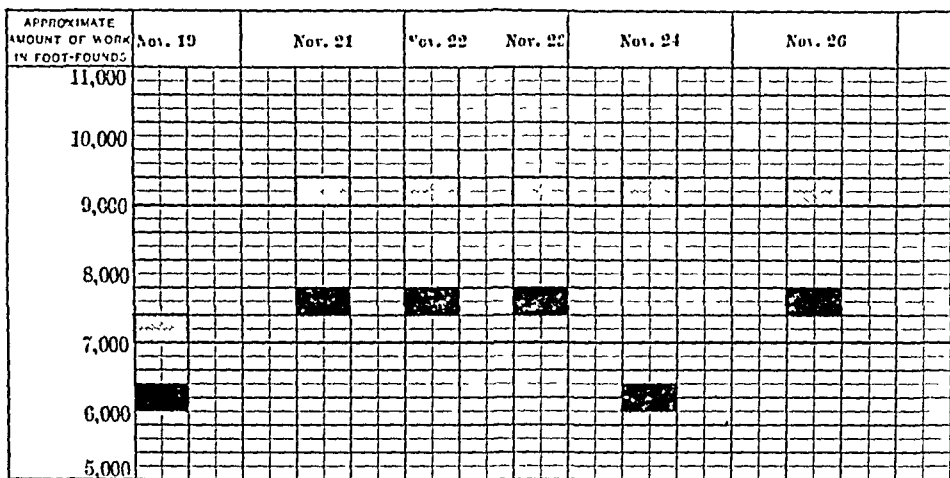 APPROXIMATE
AMOUNT OF WORK
IN FOOT-POUNDS
Nov. 19 Nov. 21 Nov. 22 Nov. 23 Nov. 24 Nov. 26
11,000
10,000
9,000
8,000
7,000
6,000
5,000